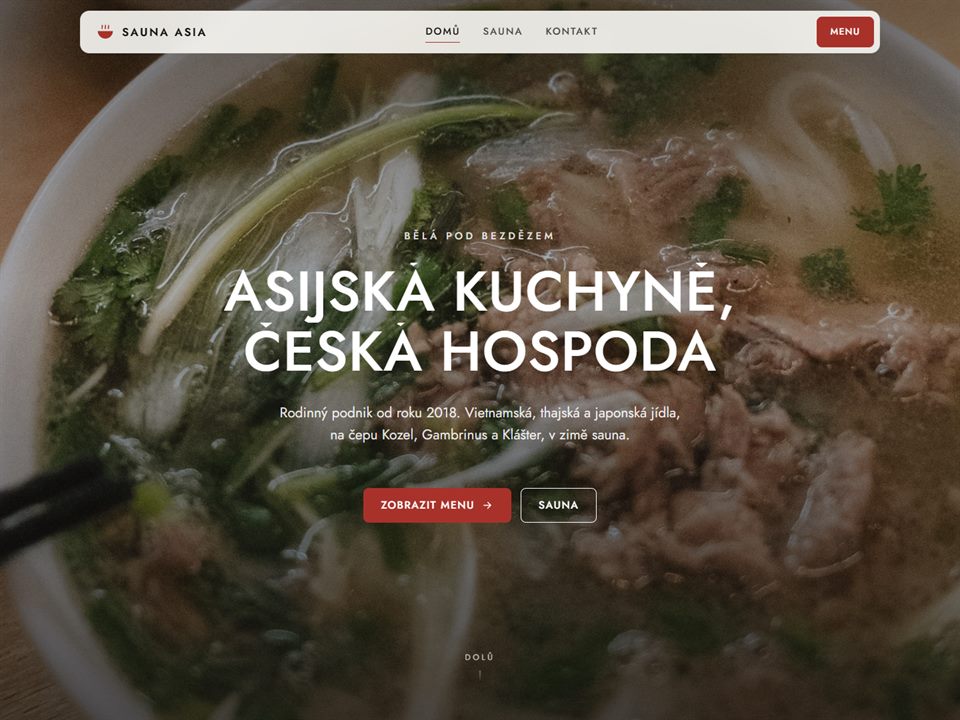 SAUNA ASIA
DOMŮ
SAUNA
KONTAKT
MENU
BĚLÁ POD BEZDĚZEM
ASIJSKÁ KUCHYNĚ,
ČESKÁ HOSPODA
Rodinný podnik od roku 2018. Vietnamská, thajská a japonská jídla,
na čepu Kozel, Gambrinus a Klášter, v zimě sauna.
ZOBRAZIT MENU →
SAUNA
DOLŮ